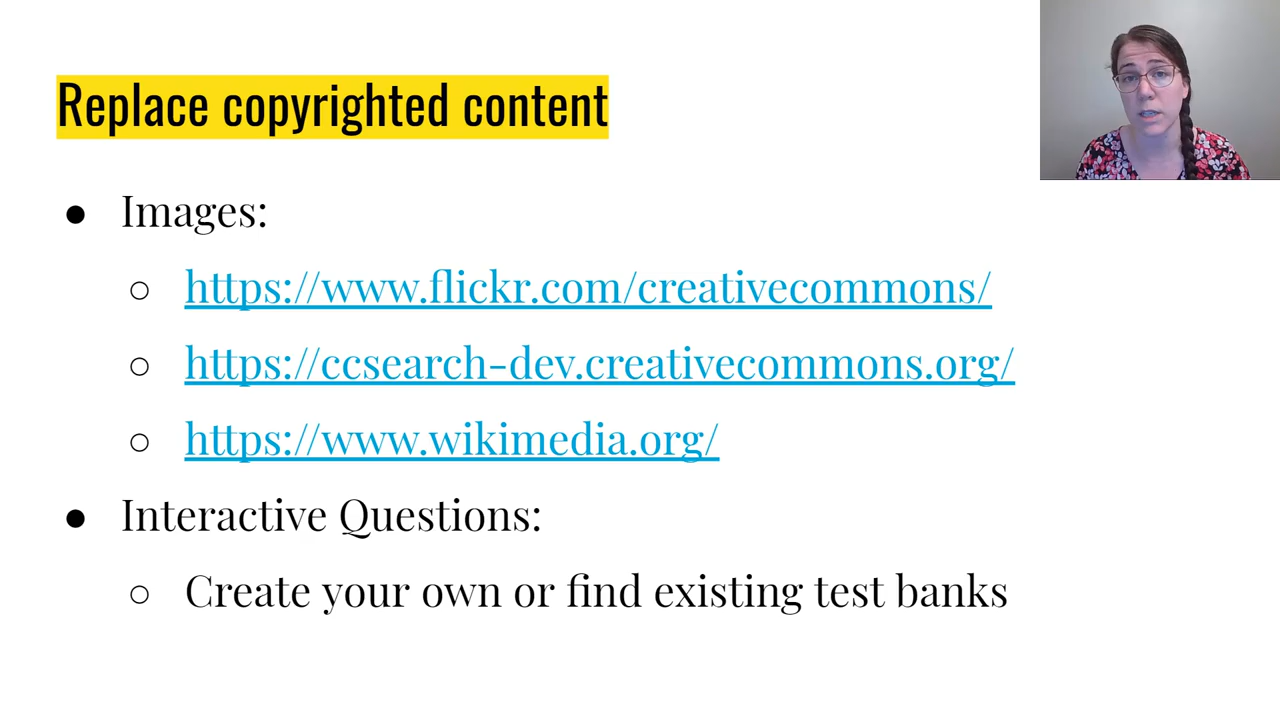 Replace copyrighted content
● Images:
○ https://www.flickr.com/creativecommons/
○ https://ccsearch-dev.creativecommons.org/
○ https://www.wikimedia.org/
● Interactive Questions:
○ Create your own or find existing test banks